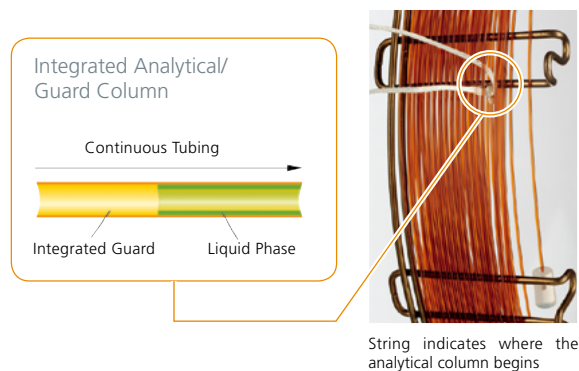 Integrated Analytical/
Guard Column
Continuous Tubing
Integrated Guard
Liquid Phase
String indicates where the
analytical column begins